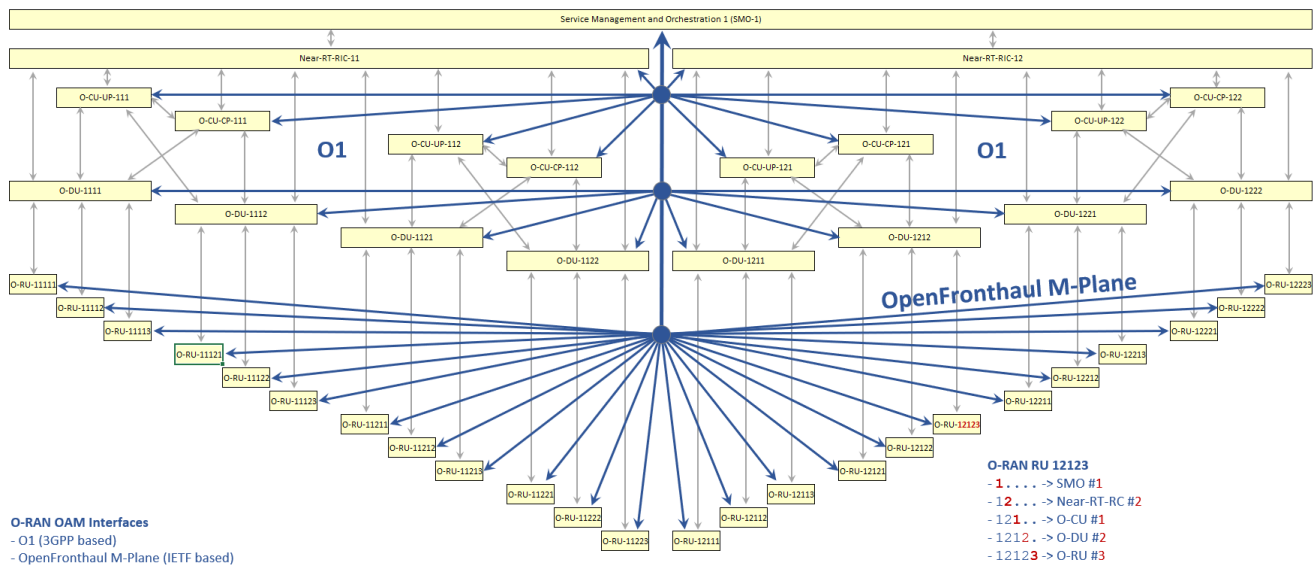 Service Management and Orchestration 1 (SMO-1)
Near-RT-RIC-11
Near-RT-RIC-12
O-CU-UP-111
O-CU-CP-122
O-CU-CP-111
O-CU-UP-122
O1
O-CU-UP-112
O-CU-CP-121
O1
O-CU-CP-112
O-CU-UP-121
O-DU-1111
O-DU-1222
O-DU-1112
O-DU-1221
O-DU-1121
O-DU-1212
O-DU-1122
O-DU-1211
OpenFronthaul M-Plane
O-RU-11111
O-RU-12223
O-RU-11112
O-RU-12222
O-RU-11113
O-RU-12221
O-RU-11121
O-RU-12213
O-RU-11122
O-RU-12212
O-RU-11123
O-RU-12211
O-RU-11211
O-RU-12123
O-RU-11212
O-RU-12122
O-RU-11213
O-RU-12121
O-RU-11221
O-RU-12113
O-RU-11222
O-RU-12112
O-RU-11223
O-RU-12111
O-RAN OAM Interfaces
- O1 (3GPP based)
- OpenFronthaul M-Plane (IETF based)
O-RAN RU 12123
- 1.... -> SMO #1
- 12... -> Near-RT-RC #2
- 121.. -> O-CU #1
- 1212. -> O-DU #2
- 12123 -> O-RU #3